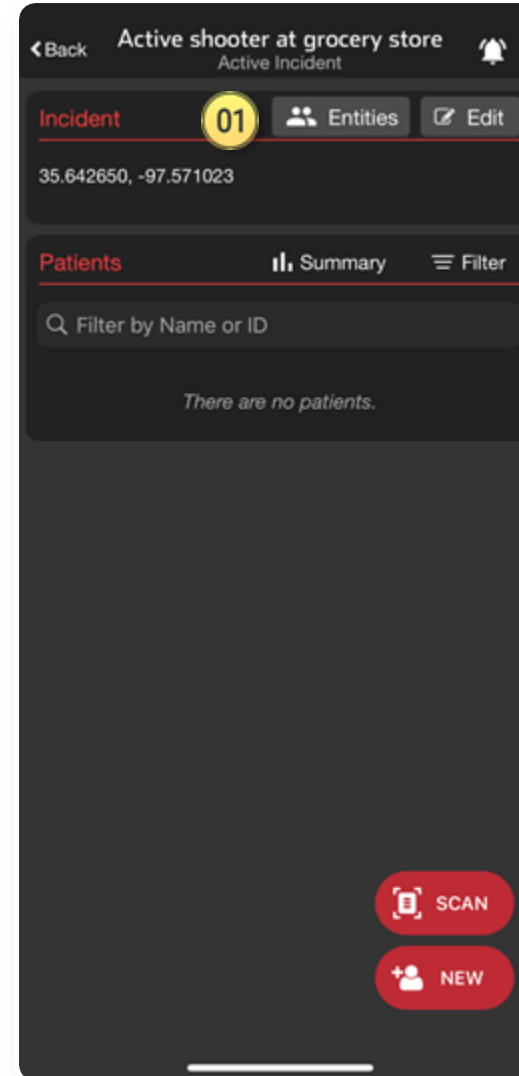 Back Active shooter at grocery store
Active Incident
Incident 01 Entities Edit
35.642650, -97.571023
Patients Summary Filter
Filter by Name or ID
There are no patients.
SCAN
NEW